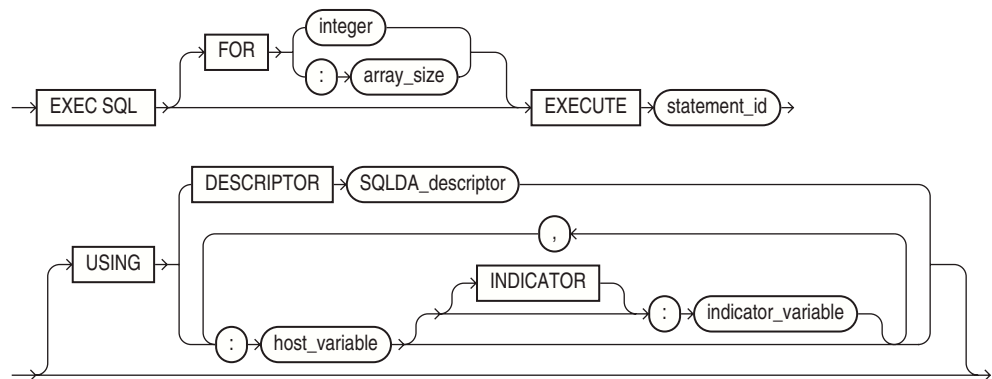 integer
FOR
: array_size
EXEC SQL EXECUTE statement_id
DESCRIPTOR SQLDA_descriptor
,
USING
INDICATOR
: indicator_variable
: host_variable